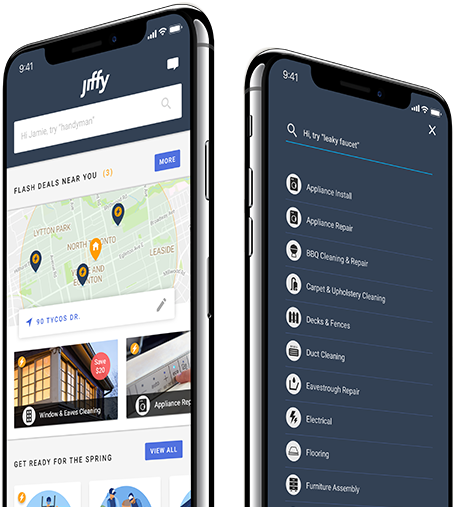 9:41
jiffy
Hi Jamie, try "handyman"
FLASH DEALS NEAR YOU (3)
MORE
LYTTON PARK
NORTH TORONTO
LEASIDE
YONGE AND
EGLINTON
90 TYCOS DR.
Save
$20
Window & Eaves Cleaning
Appliance Rep
GET READY FOR THE SPRING
VIEW ALL
9:41
Hi, try "leaky faucet"
Appliance Install
Appliance Repair
BBQ Cleaning & Repair
Carpet & Upholstery Cleaning
Decks & Fences
Duct Cleaning
Eavestrough Repair
Electrical
Flooring
Furniture Assembly